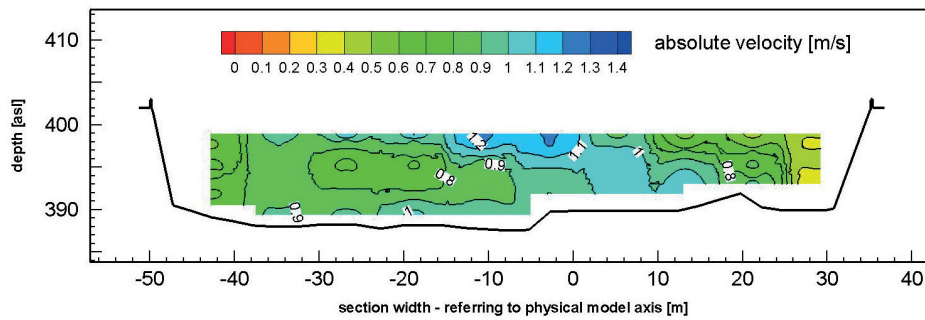 410
400
390
depth [asl]
absolute velocity [m/s]
0 0.1 0.2 0.3 0.4 0.5 0.6 0.7 0.8 0.9 1 1.1 1.2 1.3 1.4
1.2
1.1
1
0.9
0.8
0.8
0.9
1
-50 -40 -30 -20 -10 0 10 20 30 40
section width - referring to physical model axis [m]